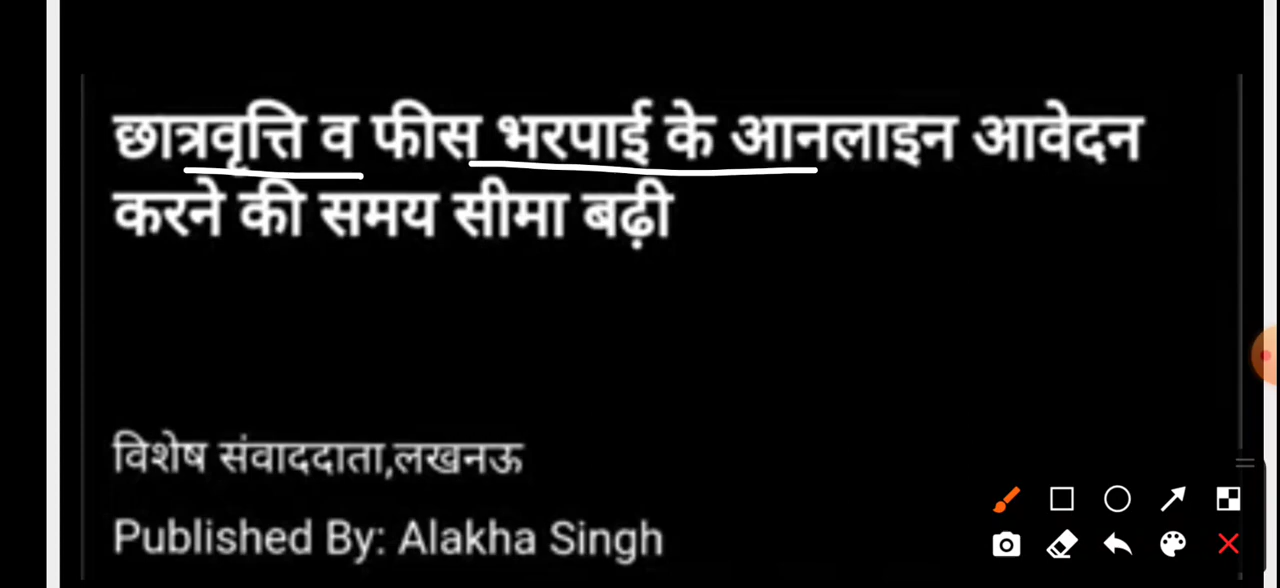 छात्रवृत्ति व फीस भरपाई के आनलाइन आवेदन
करने की समय सीमा बढ़ी
विशेष संवाददाता,लखनऊ
Published By: Alakha Singh